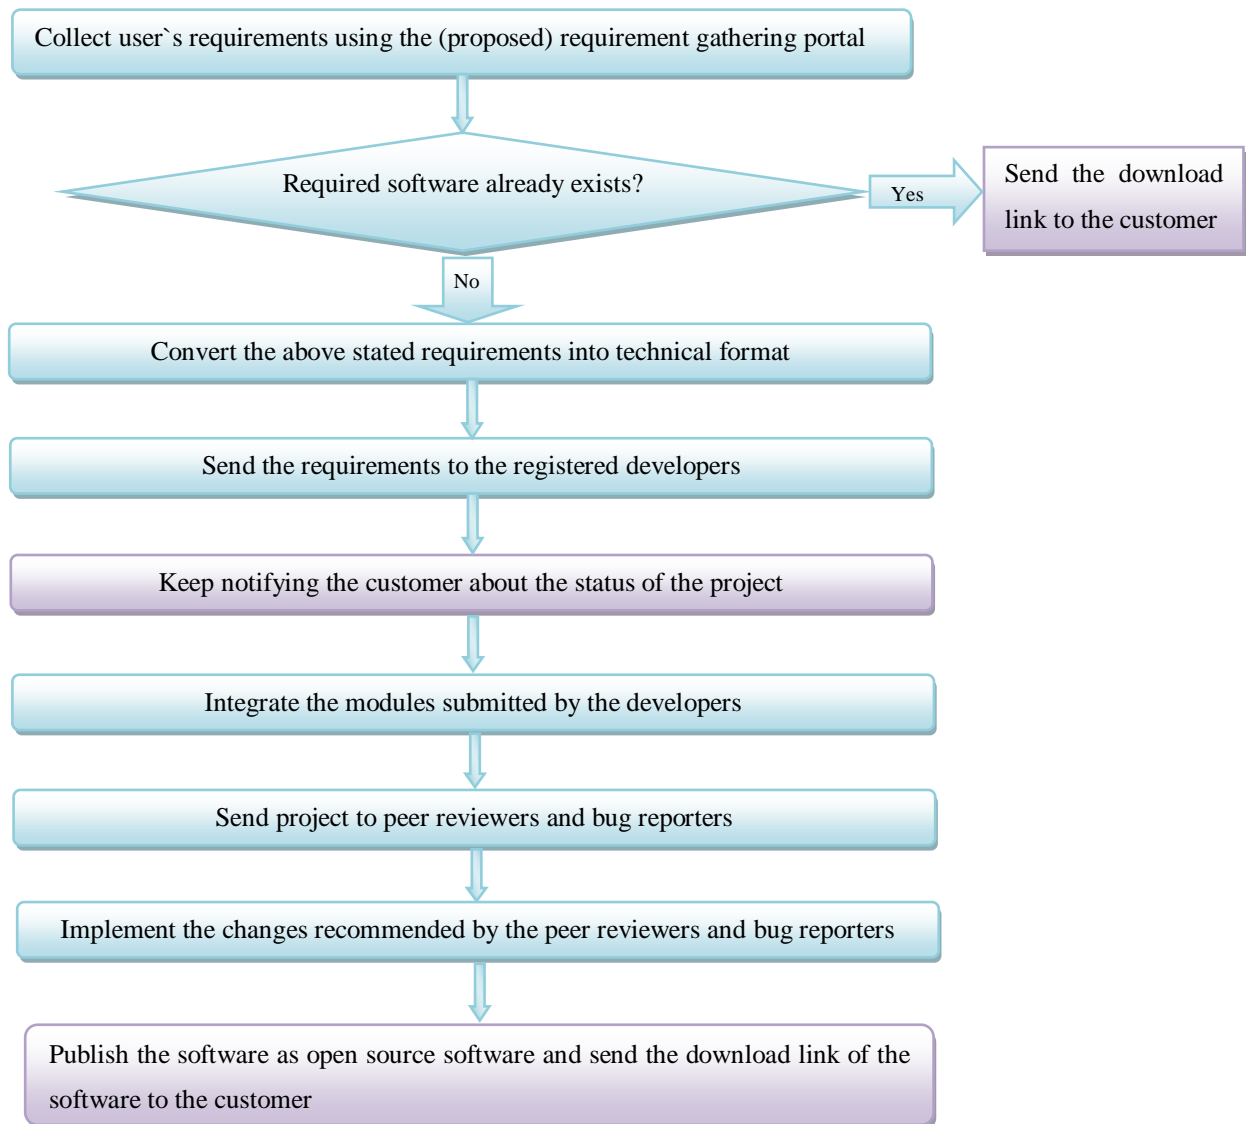 Collect user`s requirements using the (proposed) requirement gathering portal
Required software already exists?
Yes
Send the download
link to the customer
No
Convert the above stated requirements into technical format
Send the requirements to the registered developers
Keep notifying the customer about the status of the project
Integrate the modules submitted by the developers
Send project to peer reviewers and bug reporters
Implement the changes recommended by the peer reviewers and bug reporters
Publish the software as open source software and send the download link of the
software to the customer